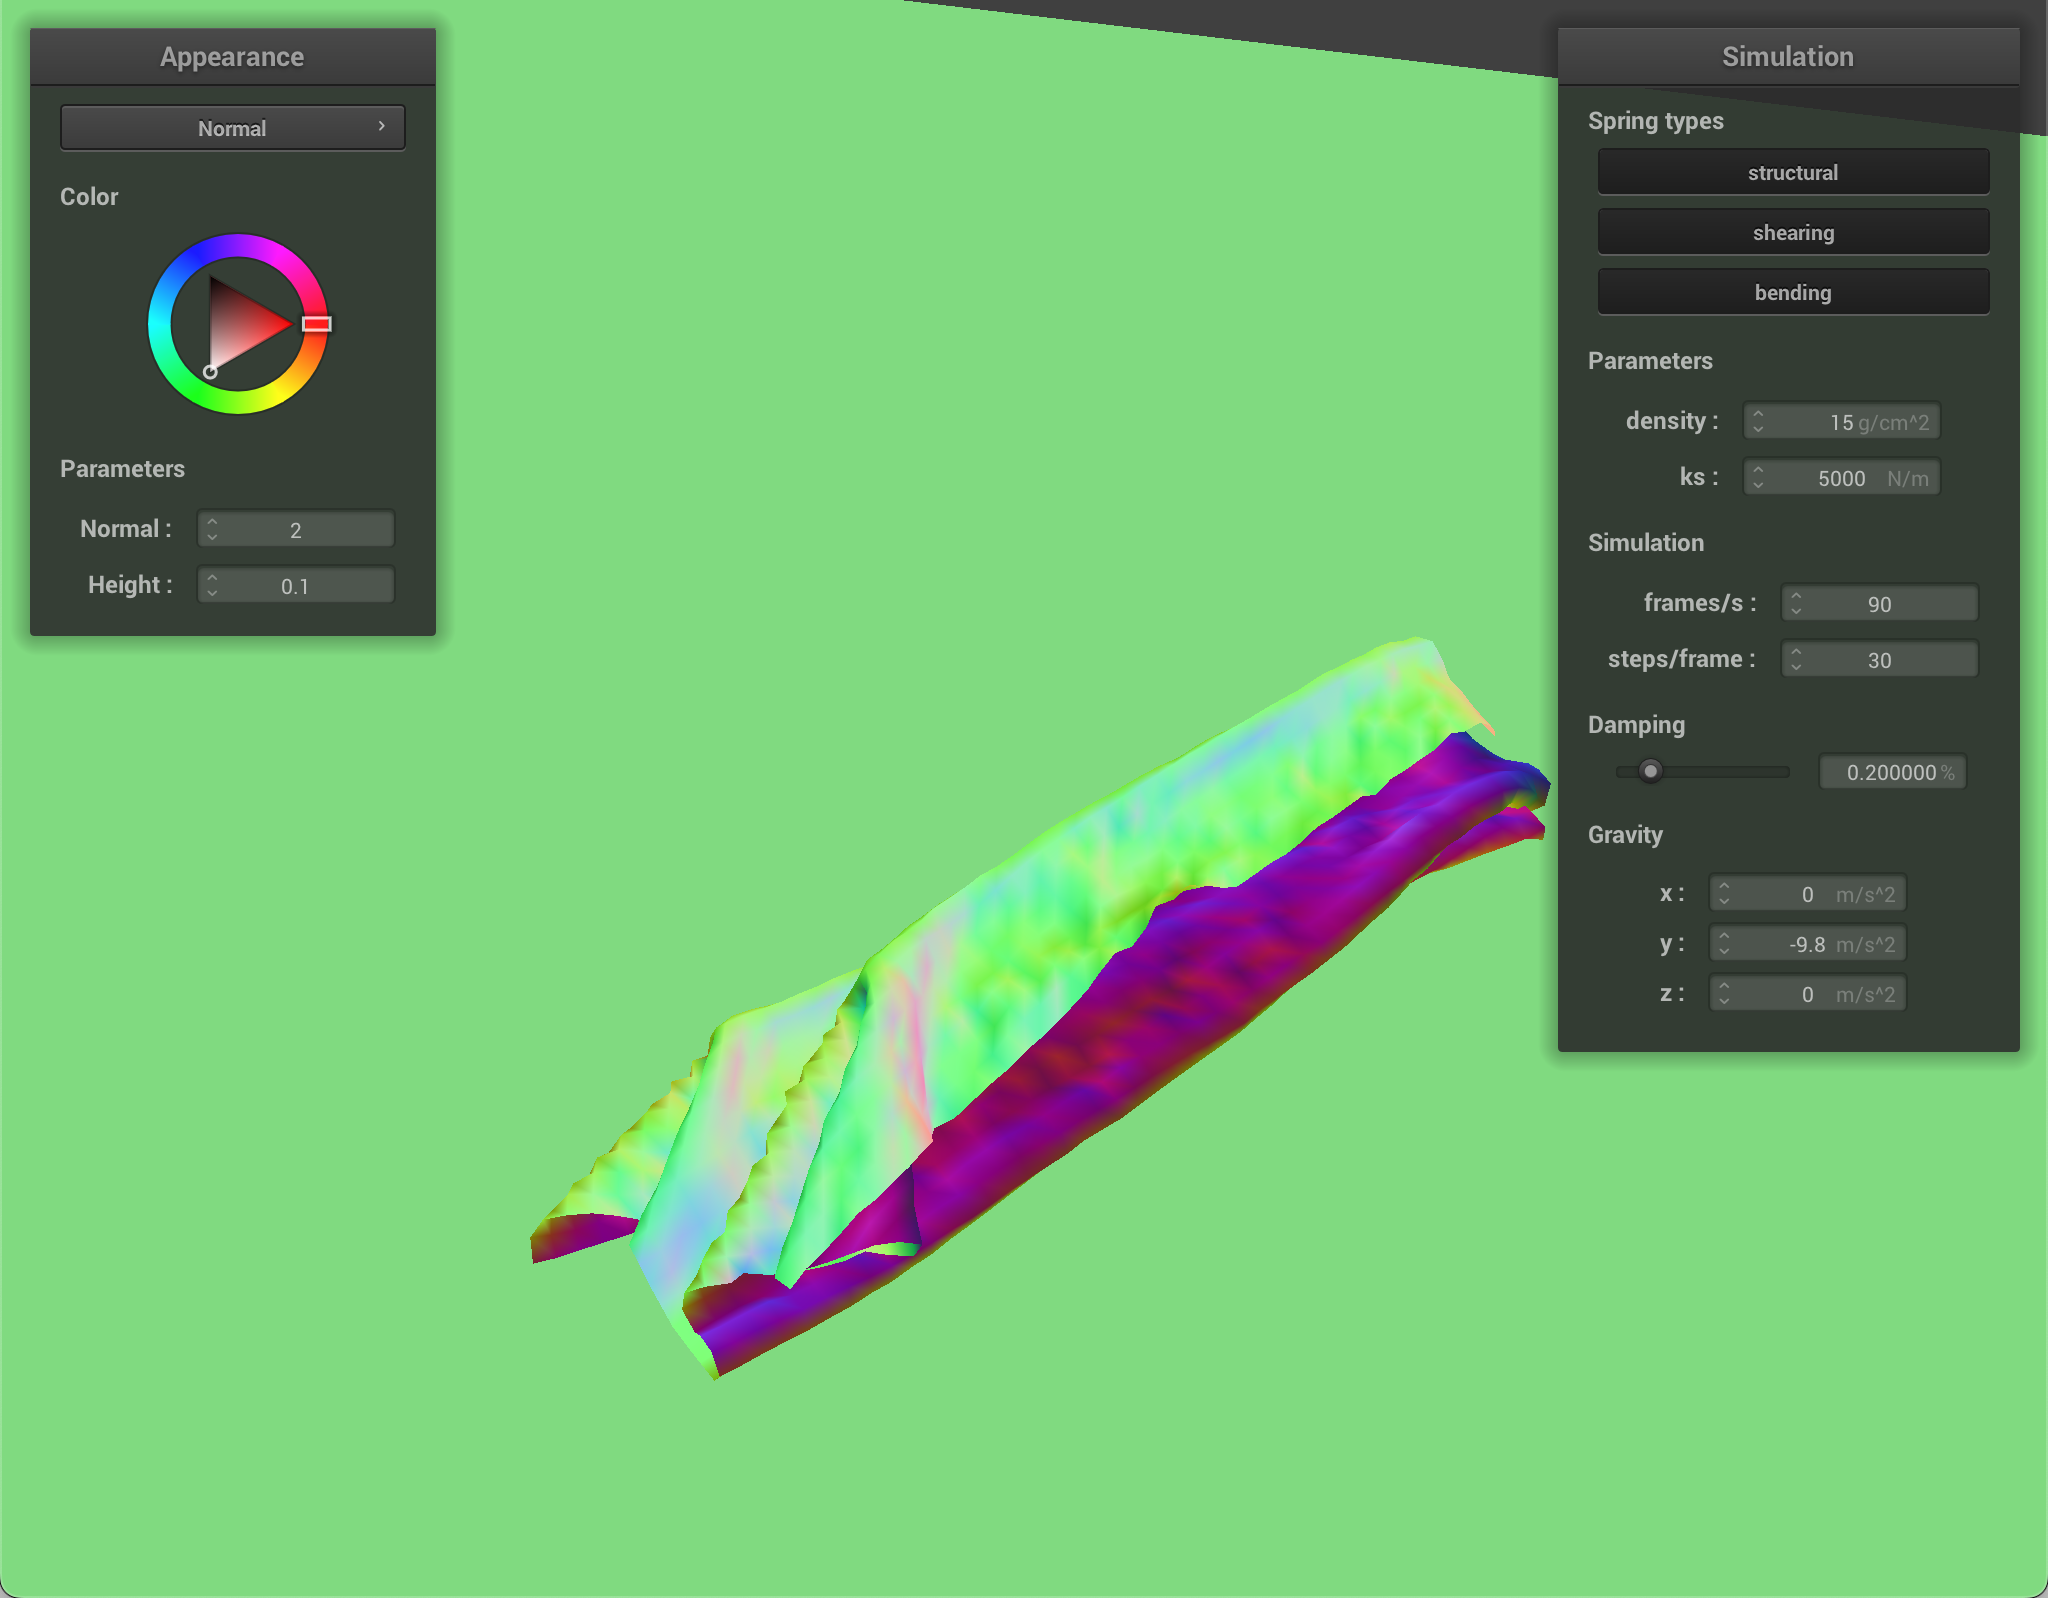 Appearance
Normal
Color
Parameters
Normal : 2
Height : 0.1
Simulation
Spring types
structural
shearing
bending
Parameters
density : 15 g/cm^2
ks : 5000 N/m
Simulation
frames/s : 90
steps/frame : 30
Damping
0.200000 %
Gravity
x : 0 m/s^2
y : -9.8 m/s^2
z : 0 m/s^2